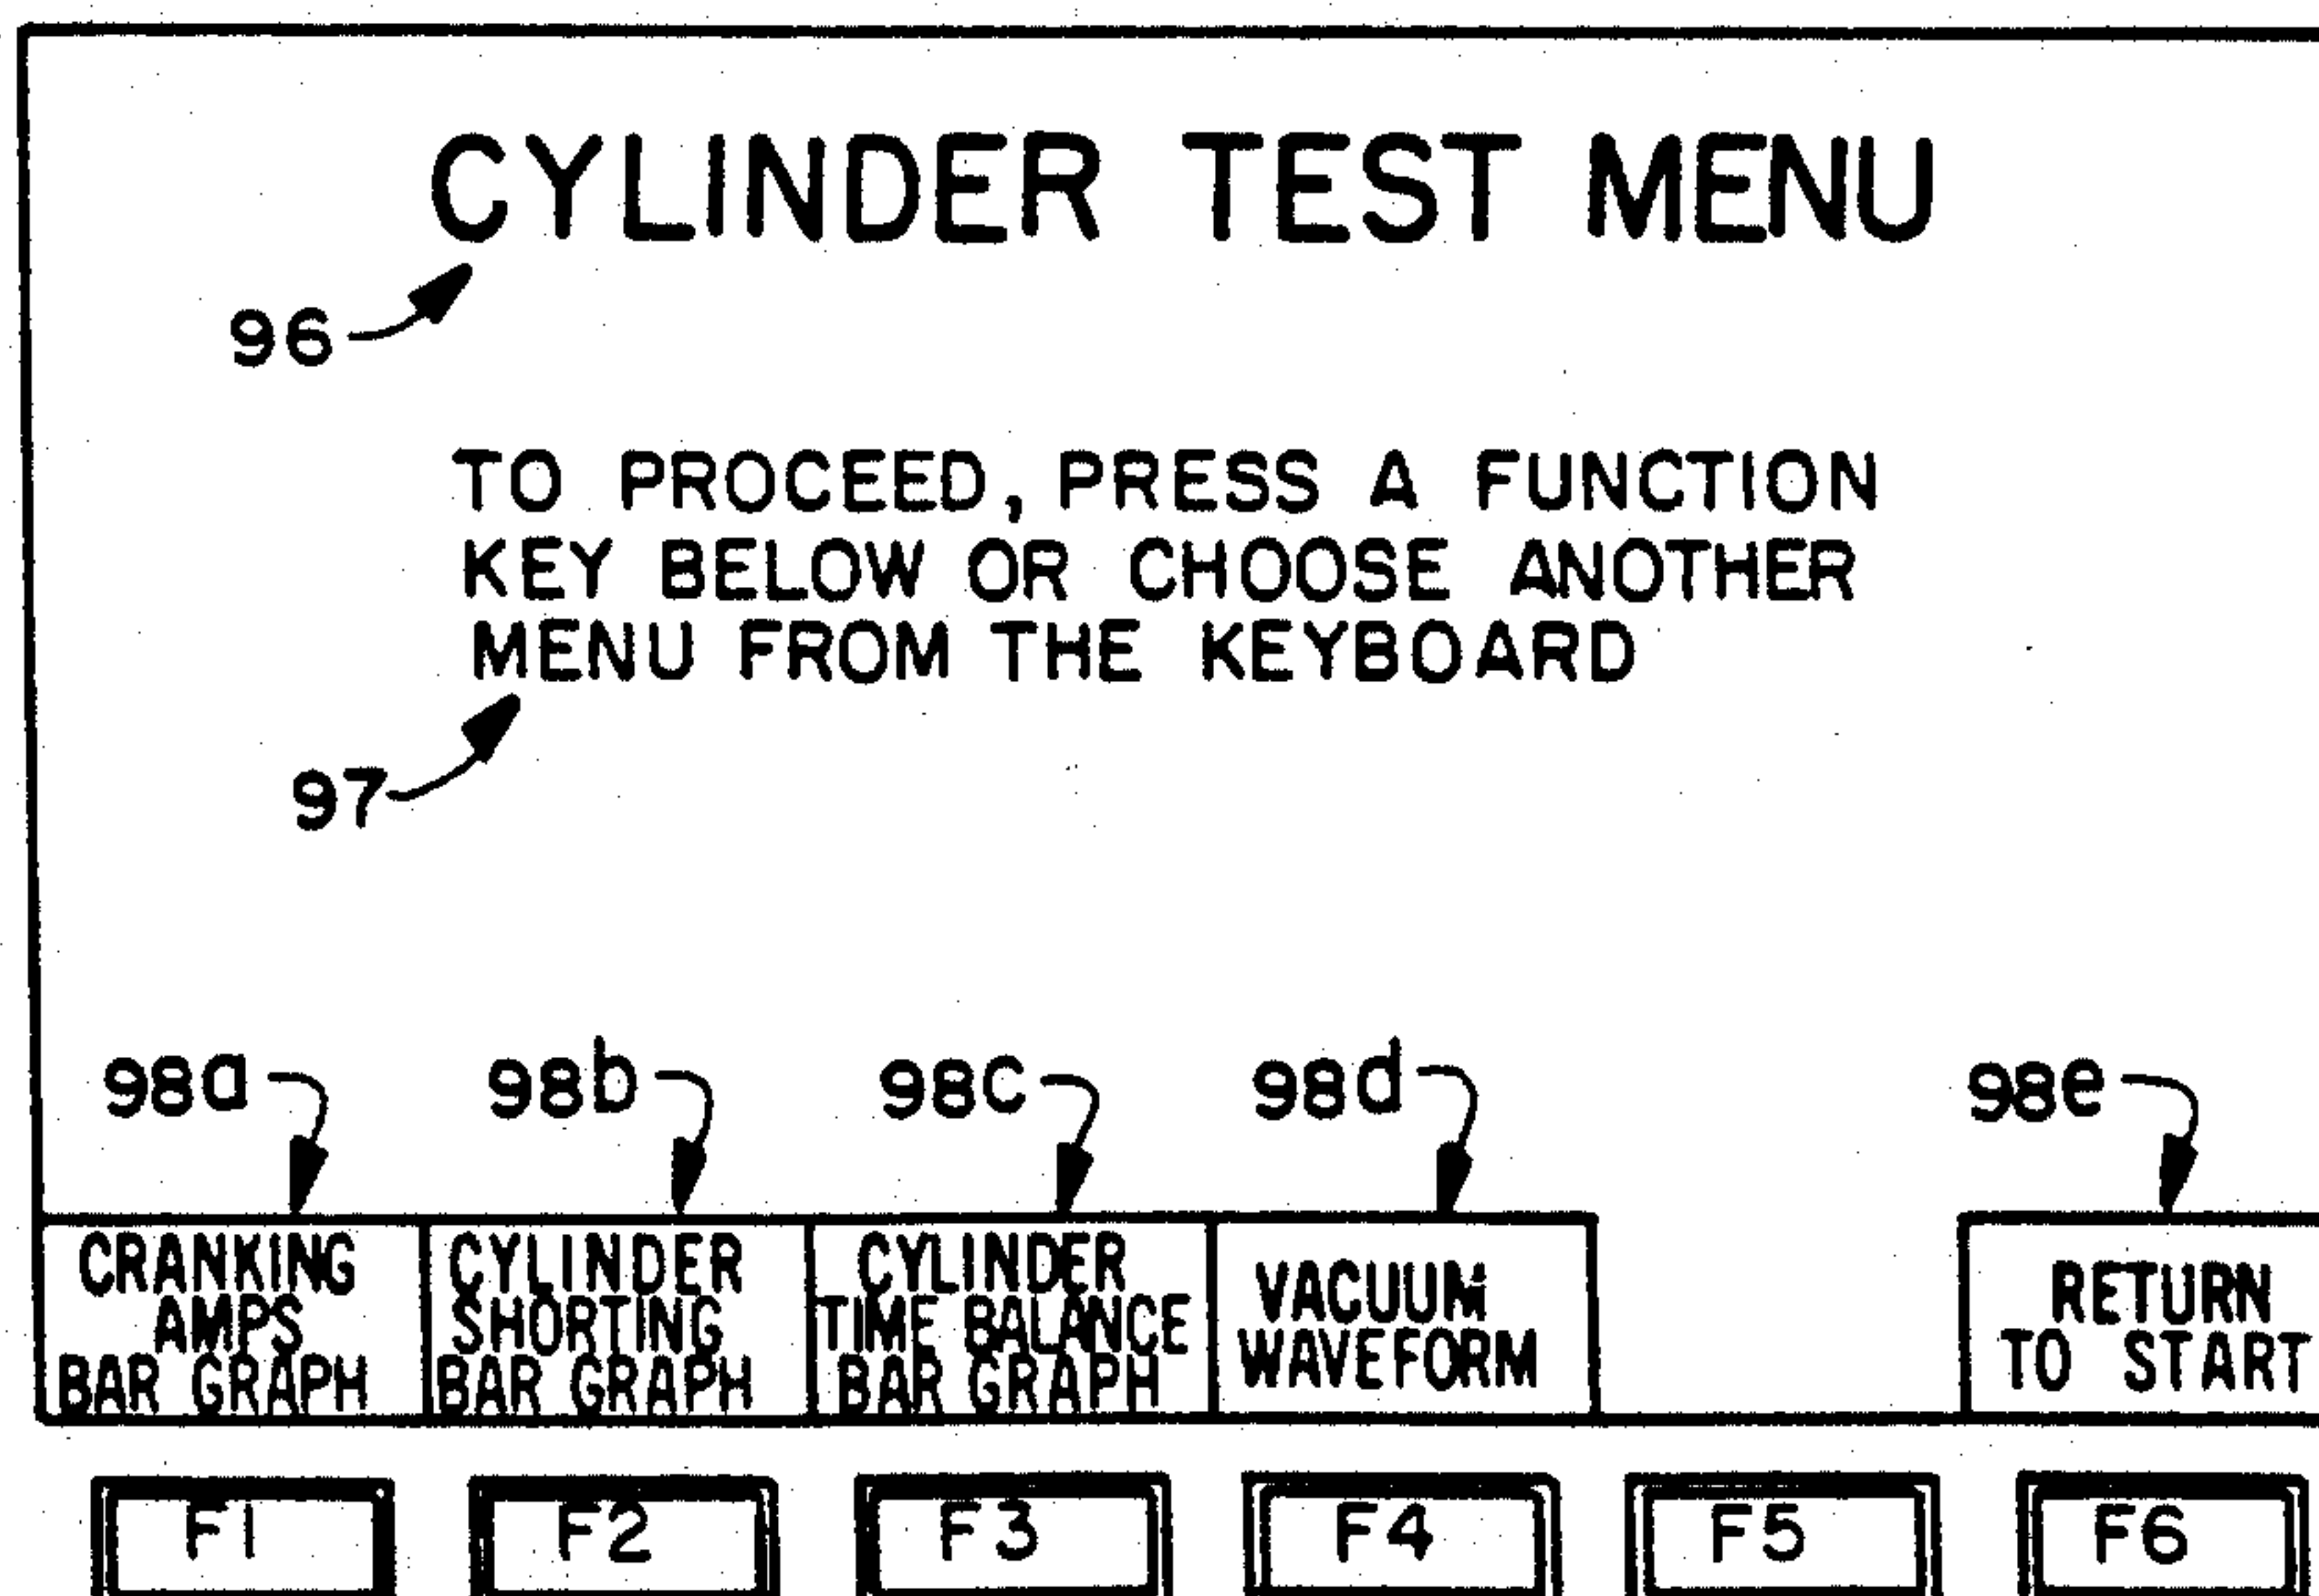 CYLINDER TEST MENU
96
TO PROCEED, PRESS A FUNCTION
KEY BELOW OR CHOOSE ANOTHER
MENU FROM THE KEYBOARD
97
98a 98b 98c 98d 98e
CRANKING
AMPS
BAR GRAPH
CYLINDER
SHORTING
BAR GRAPH
CYLINDER
TIME BALANCE
BAR GRAPH
VACUUM
WAVEFORM
RETURN
TO START
F1 F2 F3 F4 F5 F6